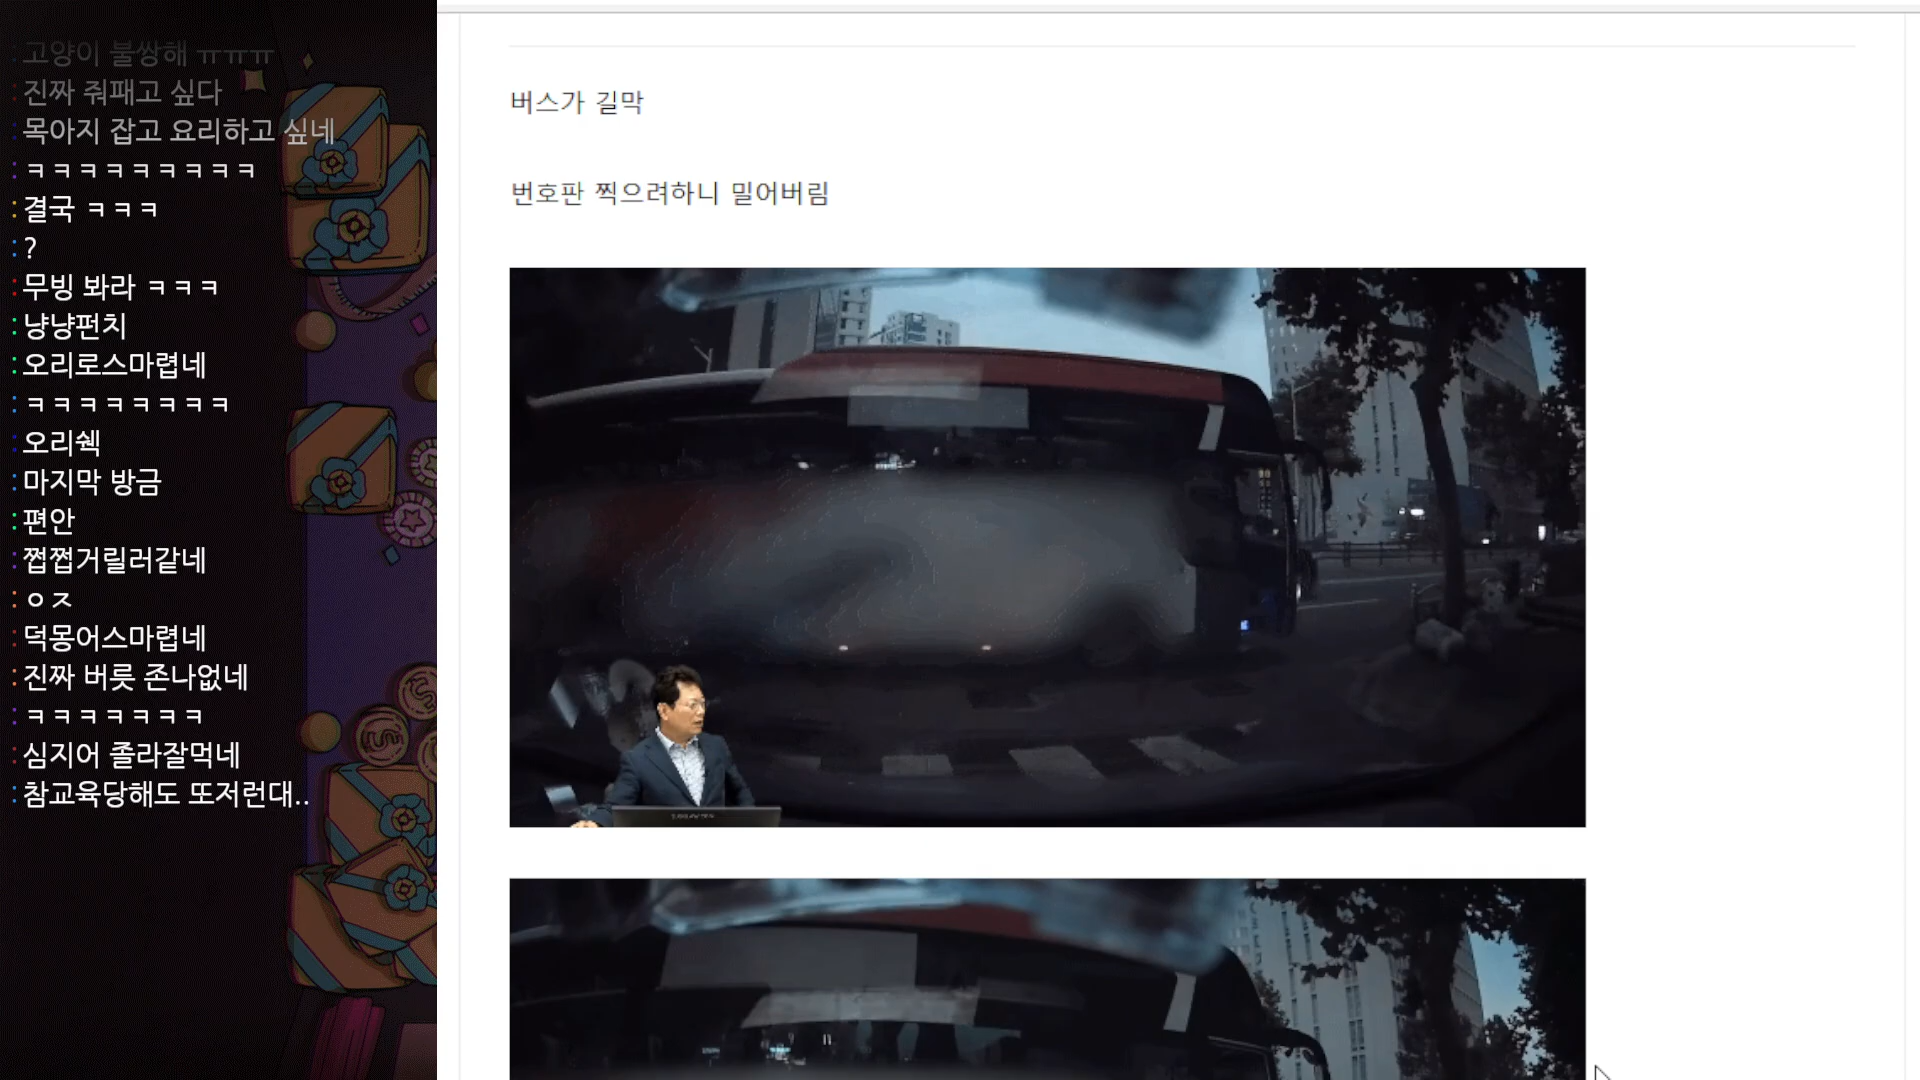 : 고양이 불쌍해 ㅠㅠㅠ
: 진짜 줘패고 싶다
: 목아지 잡고 요리하고 싶네
: ㅋㅋㅋㅋㅋㅋㅋㅋㅋ
: 결국 ㅋㅋㅋ
: ?
: 무빙 봐라 ㅋㅋㅋ
: 냥냥펀치
: 오리로스마렵네
: ㅋㅋㅋㅋㅋㅋㅋㅋ
: 오리쉑
: 마지막 방금
: 편안
: 쩝쩝거릴러같네
: ㅇㅈ
: 덕몽어스마렵네
: 진짜 버릇 존나없네
: ㅋㅋㅋㅋㅋㅋㅋ
: 심지어 졸라잘먹네
: 참교육당해도 또저런대..
버스가 길막
번호판 찍으려하니 밀어버림